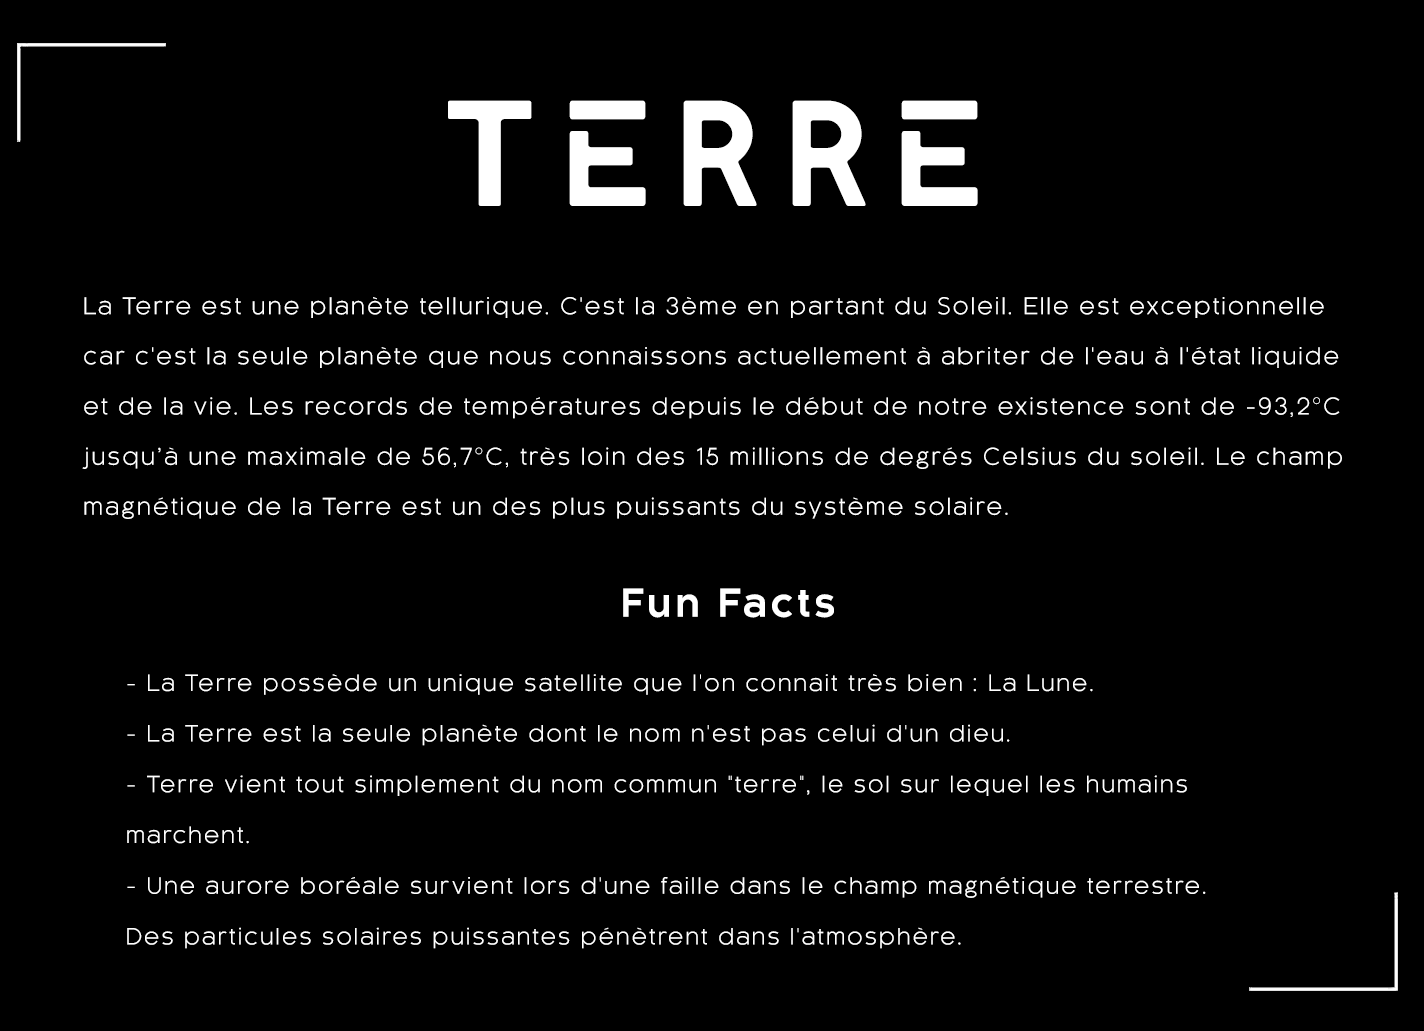 TERRE
La Terre est une planète tellurique. C'est la 3ème en partant du Soleil. Elle est exceptionnelle
car c'est la seule planète que nous connaissons actuellement à abriter de l'eau à l'état liquide
et de la vie. Les records de températures depuis le début de notre existence sont de -93,2°C
jusqu’à une maximale de 56,7°C, très loin des 15 millions de degrés Celsius du soleil. Le champ
magnétique de la Terre est un des plus puissants du système solaire.
Fun Facts
- La Terre possède un unique satellite que l'on connait très bien : La Lune.
- La Terre est la seule planète dont le nom n'est pas celui d'un dieu.
- Terre vient tout simplement du nom commun "terre", le sol sur lequel les humains
marchent.
- Une aurore boréale survient lors d'une faille dans le champ magnétique terrestre.
Des particules solaires puissantes pénètrent dans l'atmosphère.